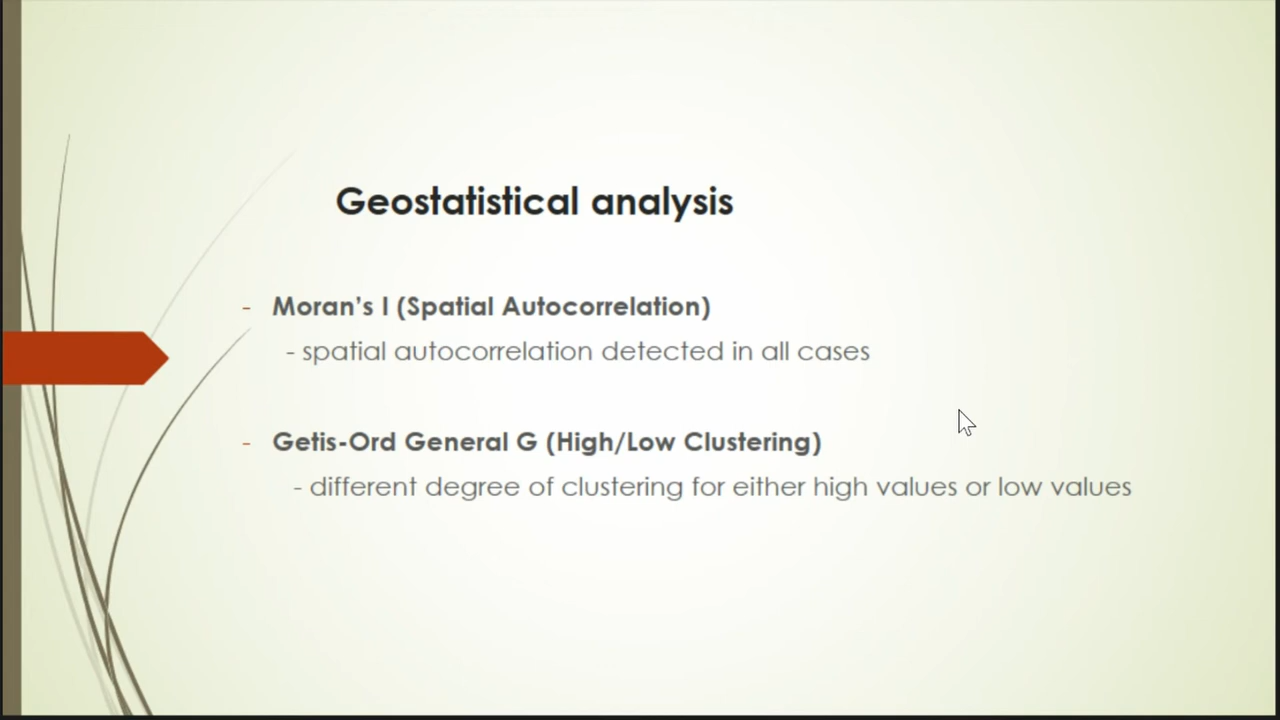 Geostatistical analysis
- Moran's I (Spatial Autocorrelation)
- spatial autocorrelation detected in all cases
- Getis-Ord General G (High/Low Clustering)
- different degree of clustering for either high values or low values